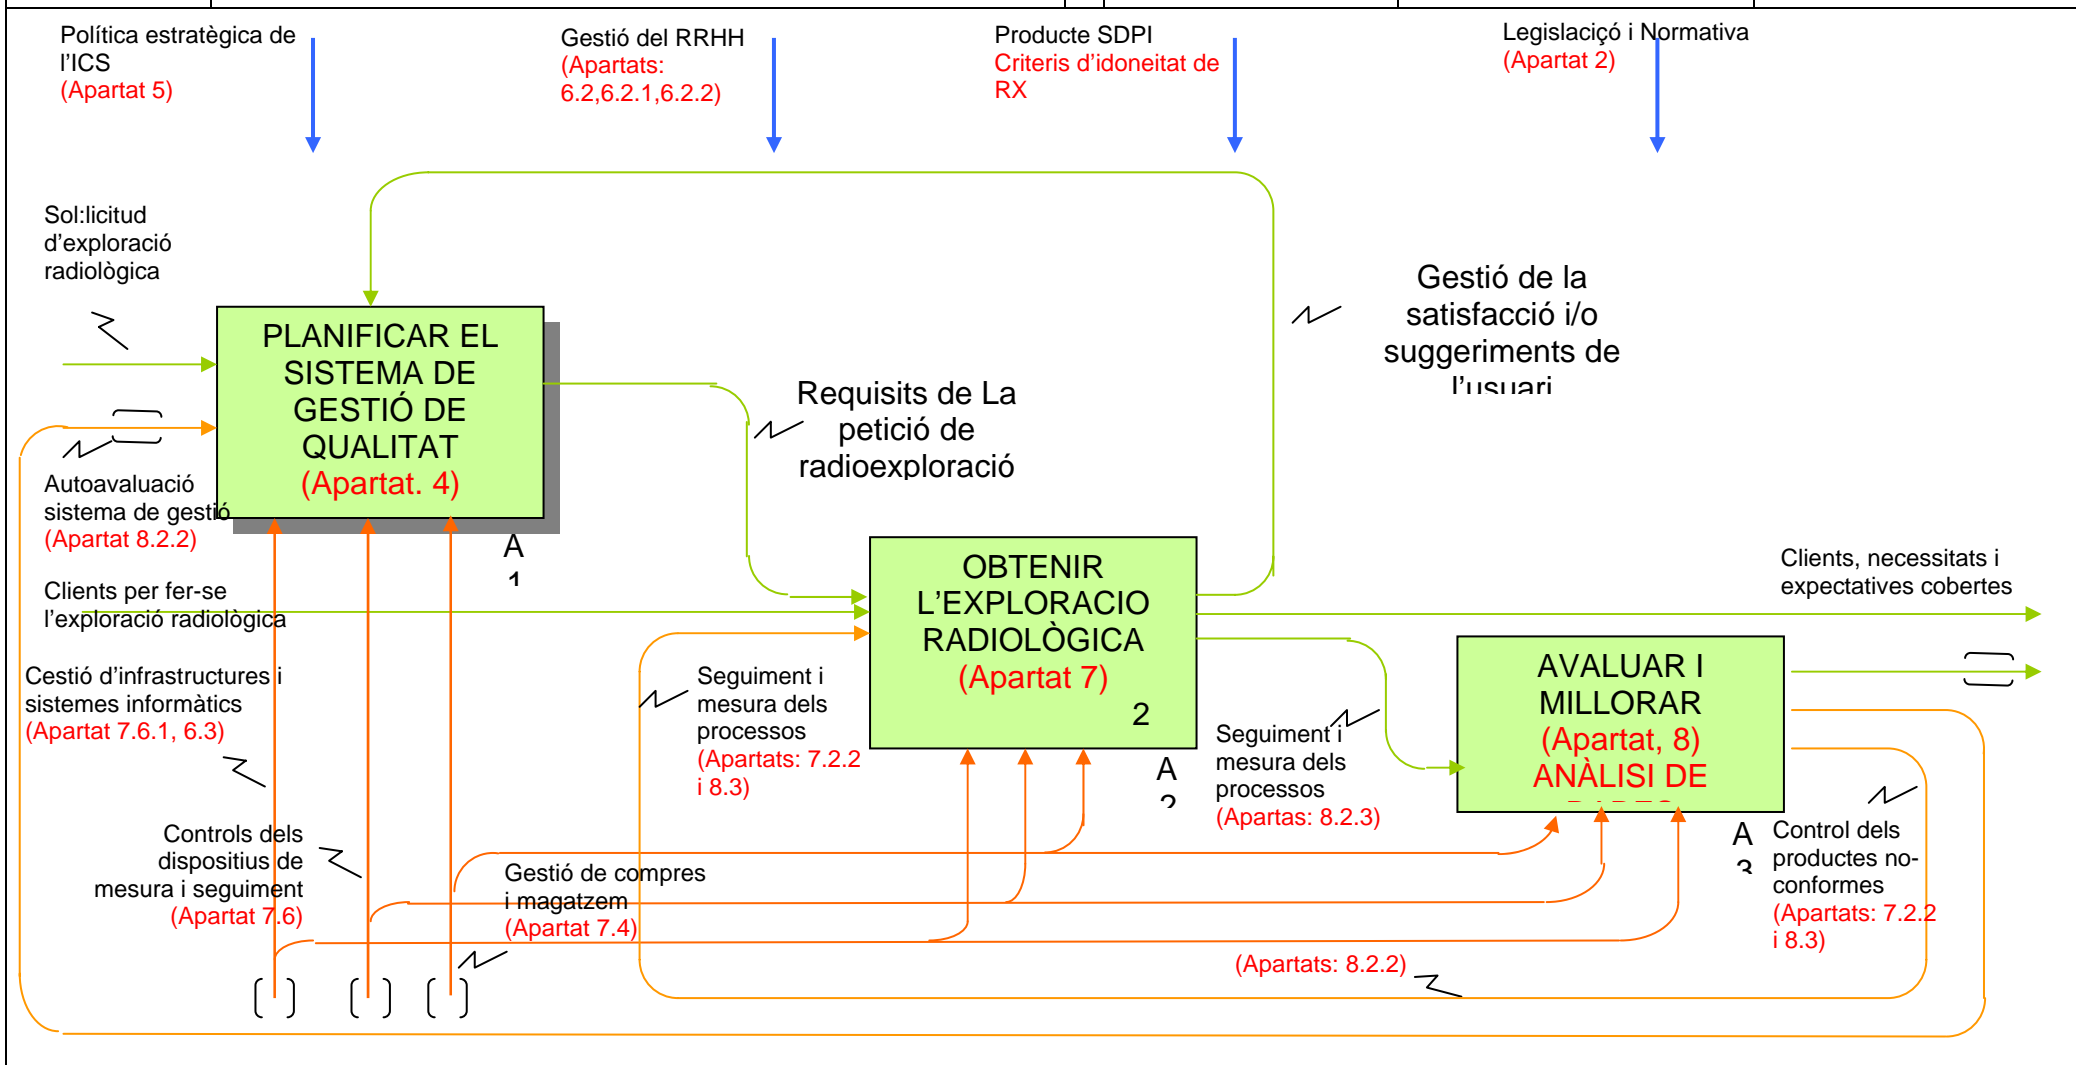 Política estratègica de
l'ICS
(Apartat 5)
Gestió del RRHH
(Apartats:
6.2,6.2.1,6.2.2)
Producte SDPI
Criteris d'idoneitat de
RX
Legislaciçó i Normativa
(Apartat 2)
Sol:licitud
d'exploració
radiològica
PLANIFICAR EL
SISTEMA DE
GESTIÓ DE
QUALITAT
(Apartat. 4)
A
1
Gestió de la
satisfacció i/o
suggeriments de
l'usuari
Requisits de La
petició de
radioexploració
Autoavaluació
sistema de gestió
(Apartat 8.2.2)
Clients per fer-se
l'exploració radiològica
OBTENIR
L'EXPLORACIO
RADIOLÒGICA
(Apartat 7)
2
A
2
Clients, necessitats i
expectatives cobertes
Cestió d'infrastructures i
sistemes informàtics
(Apartat 7.6.1, 6.3)
Seguiment i
mesura dels
processos
(Apartats: 7.2.2
i 8.3)
Seguiment i
mesura dels
processos
(Apartas: 8.2.3)
AVALUAR I
MILLORAR
(Apartat, 8)
ANÀLISI DE
A
3
Controls dels
dispositius de
mesura i seguiment
(Apartat 7.6)
Gestió de compres
i magatzem
(Apartat 7.4)
Control dels
productes no-
conformes
(Apartats: 7.2.2
i 8.3)
(Apartats: 8.2.2)